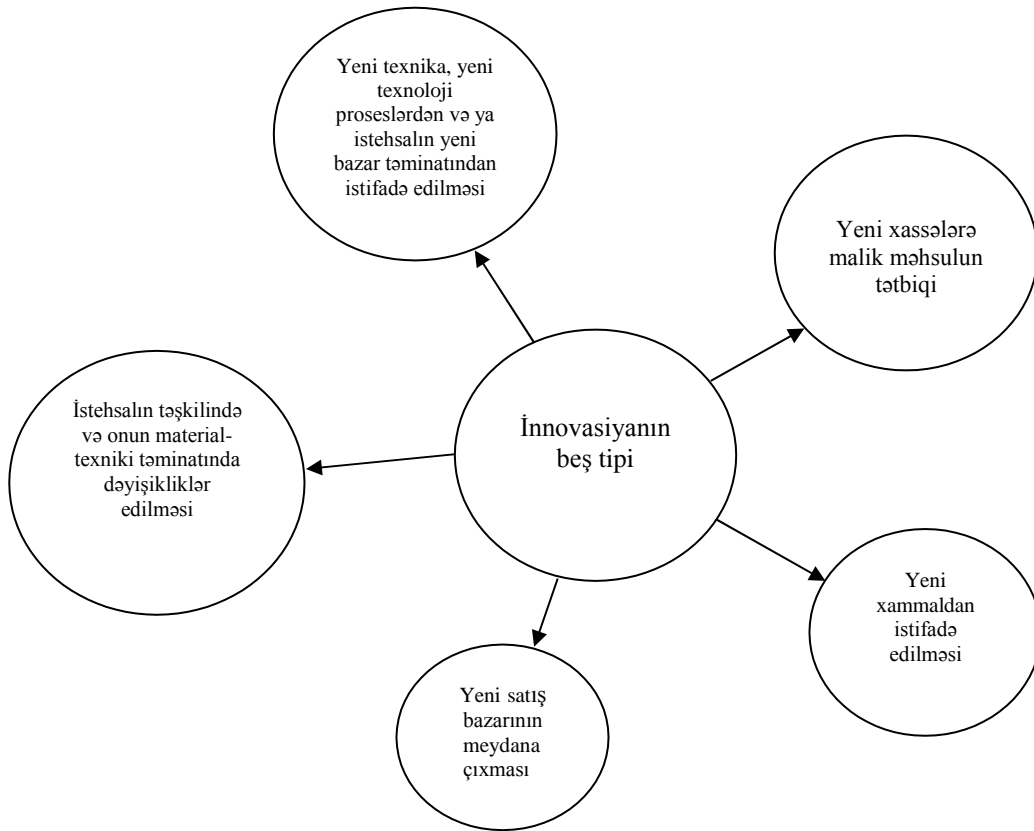 Yeni texnika, yeni
texnoloji
proseslərdən və ya
istehsalın yeni
bazar təminatından
istifadə edilməsi
Yeni xassələrə
malik məhsulun
tətbiqi
İnnovasiyanın
beş tipi
İstehsalın təşkilində
və onun material-
texniki təminatında
dəyişikliklər
edilməsi
Yeni
xammaldan
istifadə
edilməsi
Yeni satış
bazarının
meydana
çıxması